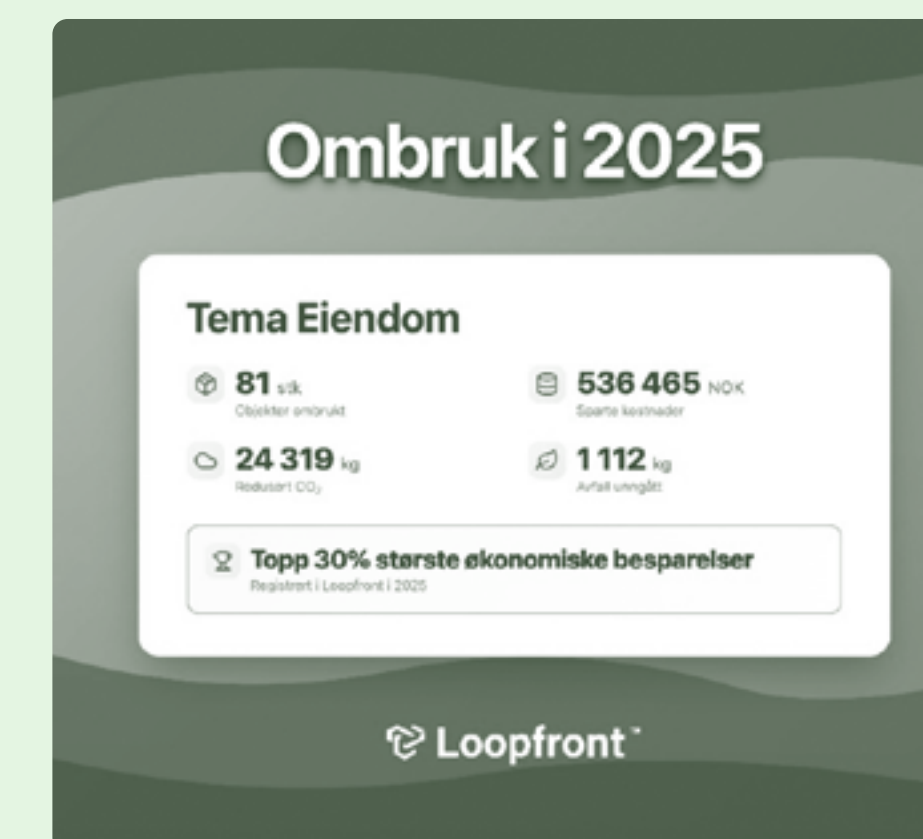 Ombruk i 2025
Tema Eiendom
81 stk
Objekter ombrukt
536 465 NOK
Sparte kostnader
24 319 kg
Redusert CO₂
1 112 kg
Avfall unngått
Topp 30% største økonomiske besparelser
Registrert i Loopfront i 2025
Loopfront™